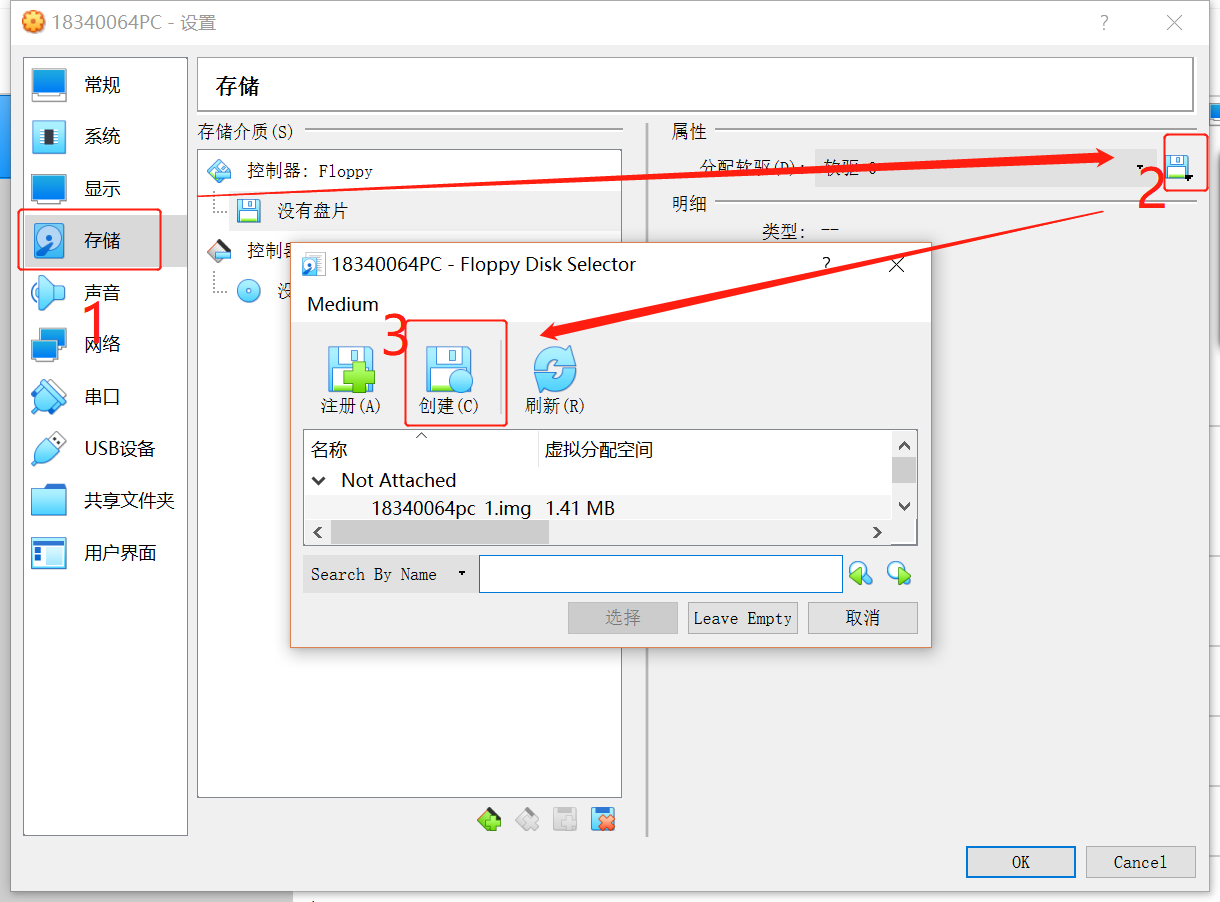 18340064PC - 设置
?
常规
系统
显示
存储
声音
网络
串口
USB设备
共享文件夹
用户界面
1
存储
存储介质(S)
控制器: Floppy
没有盘片
控制器
没
属性
分配软驱(D): 软驱 0
2
明细
类型: --
18340064PC - Floppy Disk Selector
?
Medium
3
注册(A)
创建(C)
刷新(R)
名称 虚拟分配空间
Not Attached
18340064pc_1.img 1.41 MB
Search By Name
选择
Leave Empty
取消
OK
Cancel